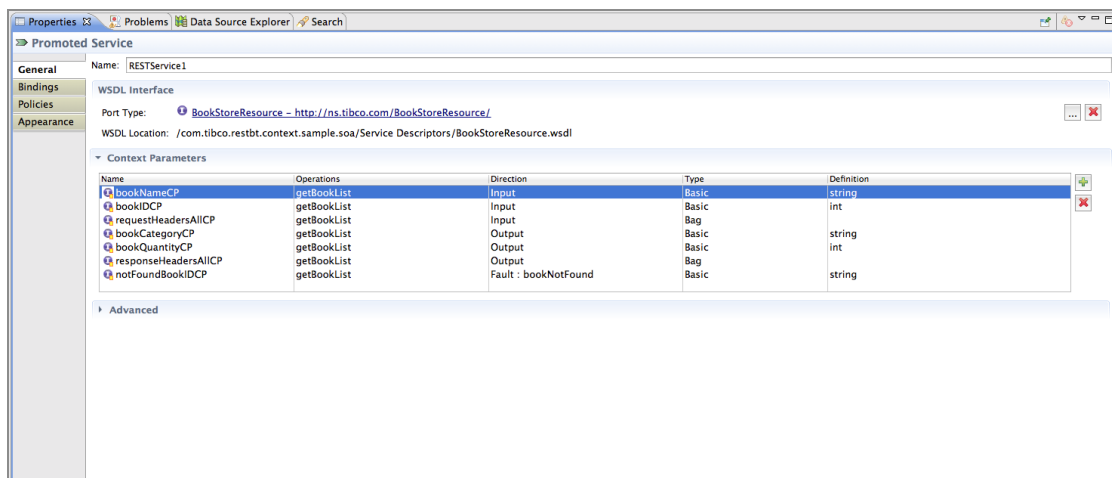 Properties Problems Data Source Explorer Search
Promoted Service
General
Bindings
Policies
Appearance
Name: RESTService1
WSDL Interface
Port Type: BookStoreResource – http://ns.tibco.com/BookStoreResource/
...
WSDL Location: /com.tibco.restbt.context.sample.soa/Service Descriptors/BookStoreResource.wsdl
Context Parameters
Name Operations Direction Type Definition
bookNameCP getBookList Input Basic string
bookIDCP getBookList Input Basic int
requestHeadersAllCP getBookList Input Bag
bookCategoryCP getBookList Output Basic string
bookQuantityCP getBookList Output Basic int
responseHeadersAllCP getBookList Output Bag
notFoundBookIDCP getBookList Fault : bookNotFound Basic string
Advanced